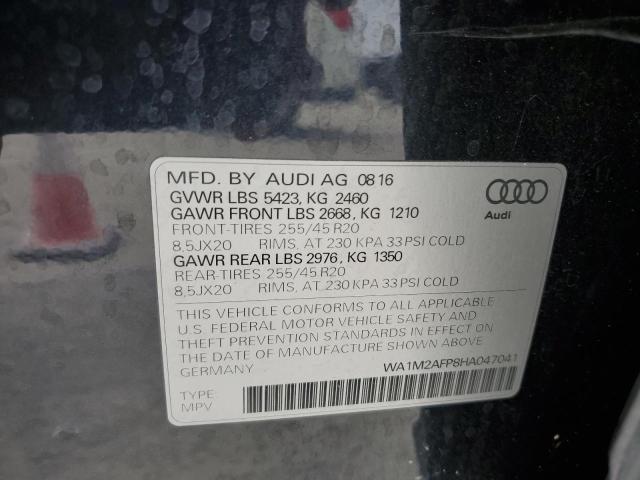 MFD. BY AUDI AG 08 16
GVWR LBS 5423, KG 2460
GAWR FRONT LBS 2668, KG 1210
FRONT-TIRES 255/45 R20
8,5JX20 RIMS, AT 230 KPA 33 PSI COLD
GAWR REAR LBS 2976, KG 1350
REAR-TIRES 255/45 R20
8,5JX20 RIMS, AT 230 KPA 33 PSI COLD
Audi
THIS VEHICLE CONFORMS TO ALL APPLICABLE
U.S. FEDERAL MOTOR VEHICLE SAFETY AND
THEFT PREVENTION STANDARDS IN EFFECT ON
THE DATE OF MANUFACTURE SHOWN ABOVE
GERMANY WA1M2AFP8HA047041
TYPE:
MPV